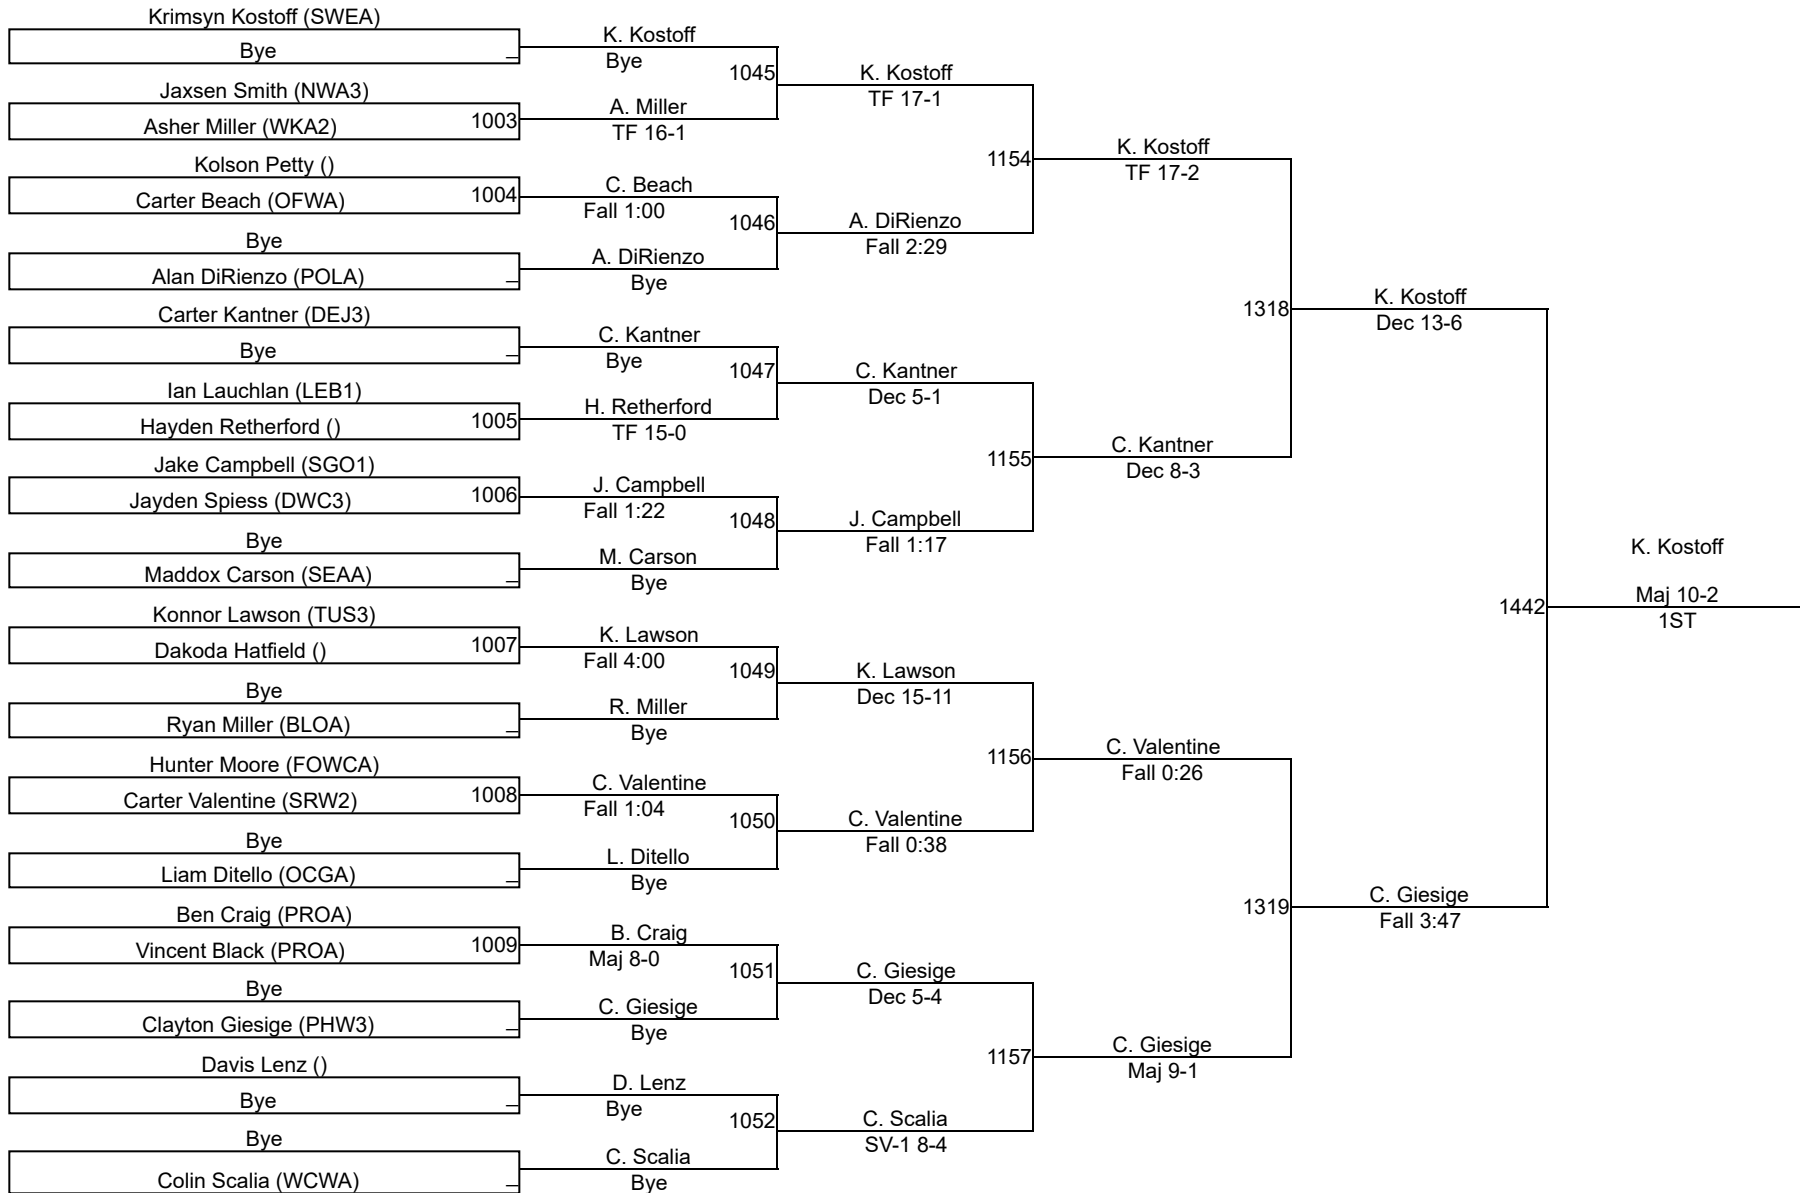 Krimsyn Kostoff (SWEA)
Bye _
Jaxsen Smith (NWA3)
Asher Miller (WKA2) 1003
Kolson Petty ()
Carter Beach (OFWA) 1004
Bye
Alan DiRienzo (POLA) _
Carter Kantner (DEJ3)
Bye _
Ian Lauchlan (LEB1)
Hayden Retherford () 1005
Jake Campbell (SGO1)
Jayden Spiess (DWC3) 1006
Bye
Maddox Carson (SEAA) _
Konnor Lawson (TUS3)
Dakoda Hatfield () 1007
Bye
Ryan Miller (BLOA) _
Hunter Moore (FOWCA)
Carter Valentine (SRW2) 1008
Bye
Liam Ditello (OCGA) _
Ben Craig (PROA)
Vincent Black (PROA) 1009
Bye
Clayton Giesige (PHW3) _
Davis Lenz ()
Bye _
Bye
Colin Scalia (WCWA) _
K. Kostoff
Bye
1045
A. Miller
TF 16-1
C. Beach
Fall 1:00
1046
A. DiRienzo
Bye
C. Kantner
Bye
1047
H. Retherford
TF 15-0
J. Campbell
Fall 1:22
1048
M. Carson
Bye
K. Lawson
Fall 4:00
1049
R. Miller
Bye
C. Valentine
Fall 1:04
1050
L. Ditello
Bye
B. Craig
Maj 8-0
1051
C. Giesige
Bye
D. Lenz
Bye
1052
C. Scalia
Bye
K. Kostoff
TF 17-1
1154
A. DiRienzo
Fall 2:29
C. Kantner
Dec 5-1
1155
J. Campbell
Fall 1:17
K. Lawson
Dec 15-11
1156
C. Valentine
Fall 0:38
C. Giesige
Dec 5-4
1157
C. Scalia
SV-1 8-4
K. Kostoff
TF 17-2
1318
C. Kantner
Dec 8-3
C. Valentine
Fall 0:26
1319
C. Giesige
Maj 9-1
K. Kostoff
Dec 13-6
1442
C. Giesige
Fall 3:47
K. Kostoff
Maj 10-2
1ST